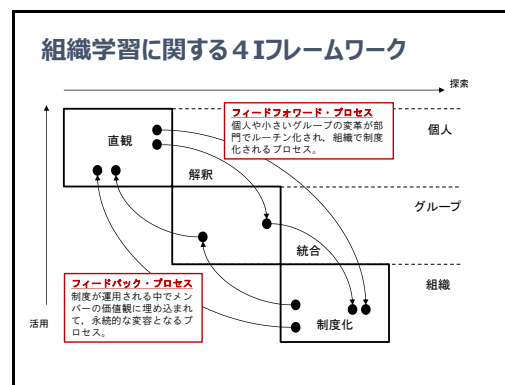 組織学習に関する４Iフレームワーク
探索
フィードフォワード・プロセス
個人や小さいグループの変革が部
門でルーチン化され，組織で制度
化されるプロセス。
個人
直観
解釈
グループ
統合
組織
フィードバック・プロセス
制度が運用される中でメン
バーの価値観に埋め込まれ
て，永続的な変容となるプ
ロセス。
活用
制度化